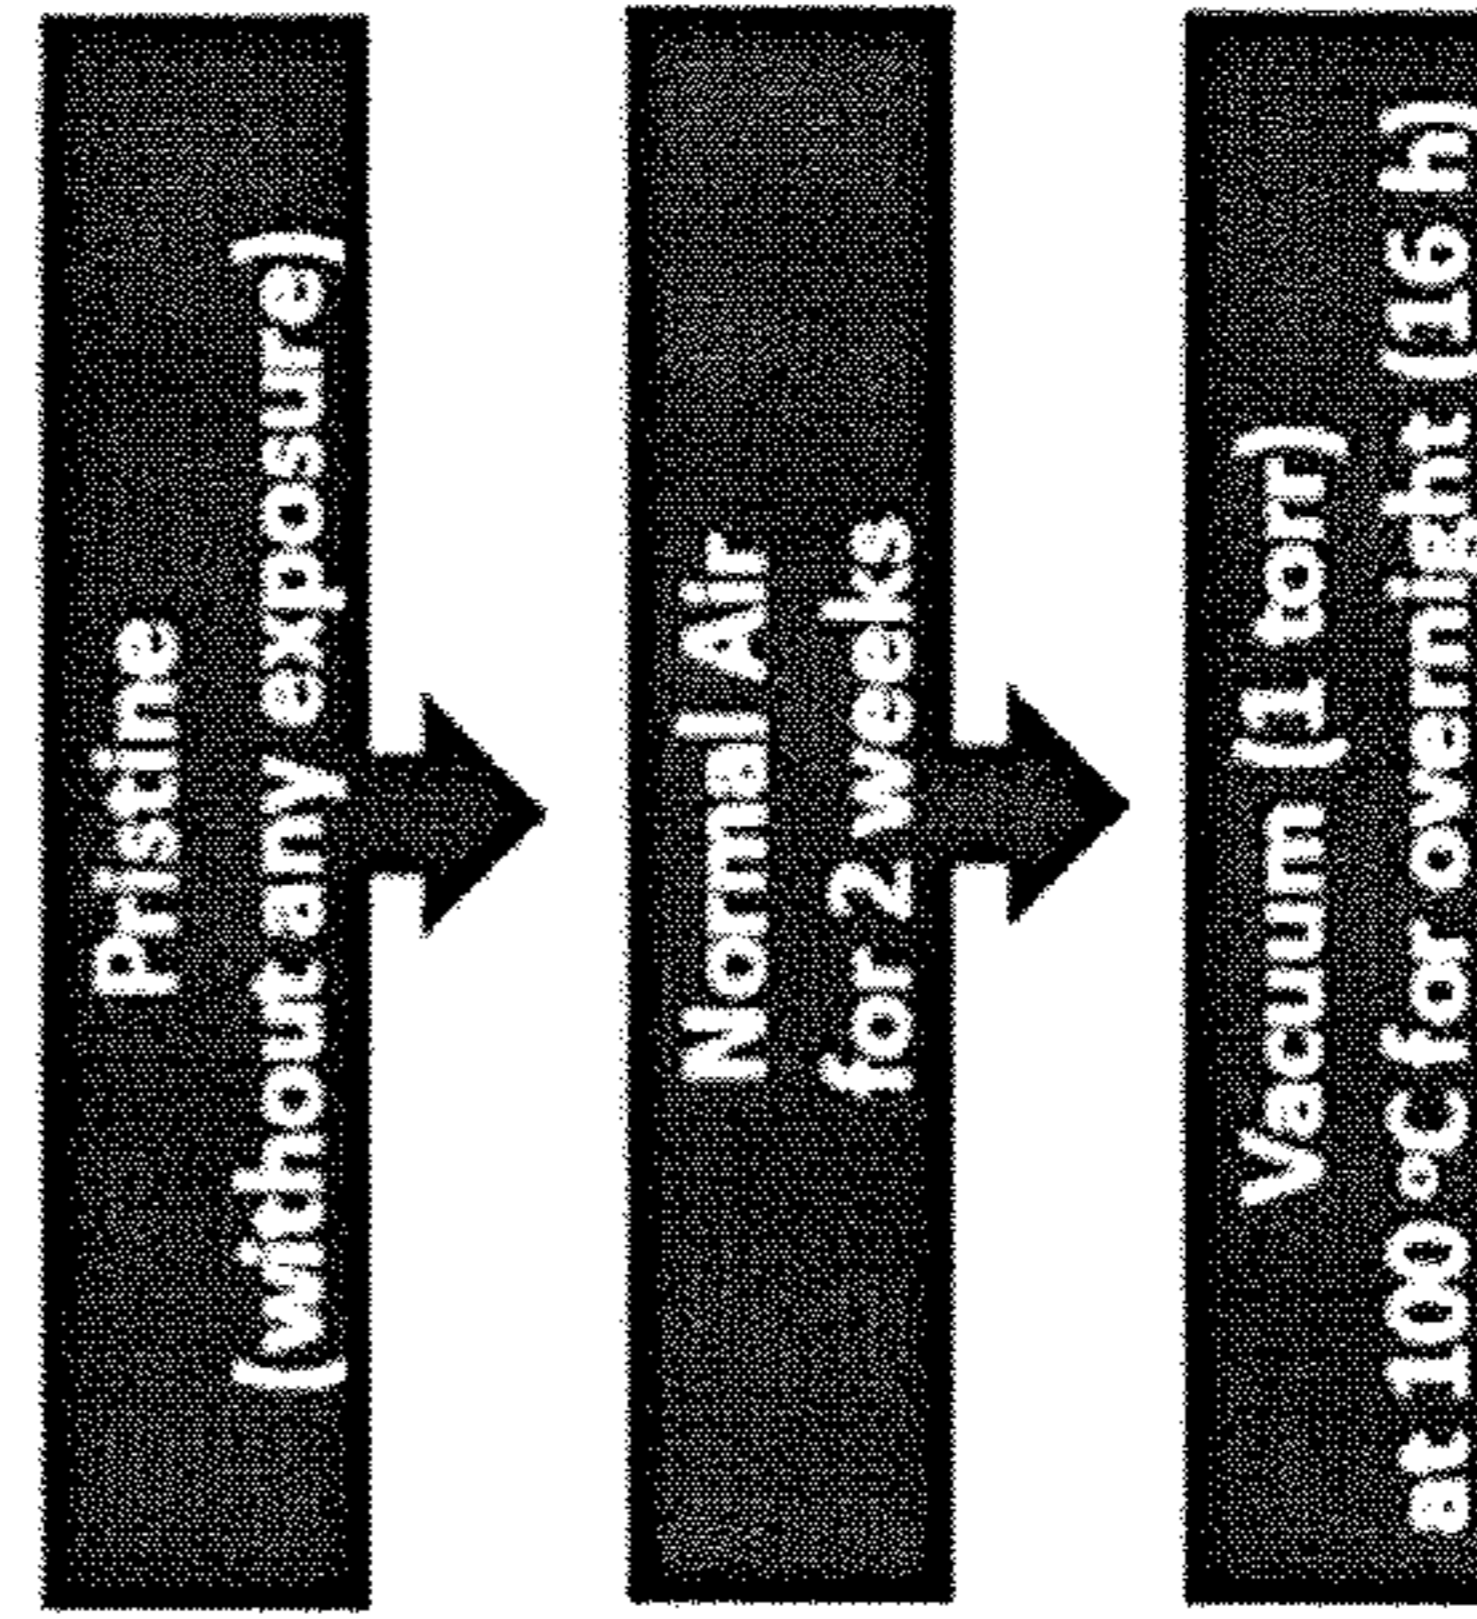 Pristine
(without any exposure)
Normal Air
for 2 weeks
Vacuum (1 torr)
at 100 °C for overnight (16 h)